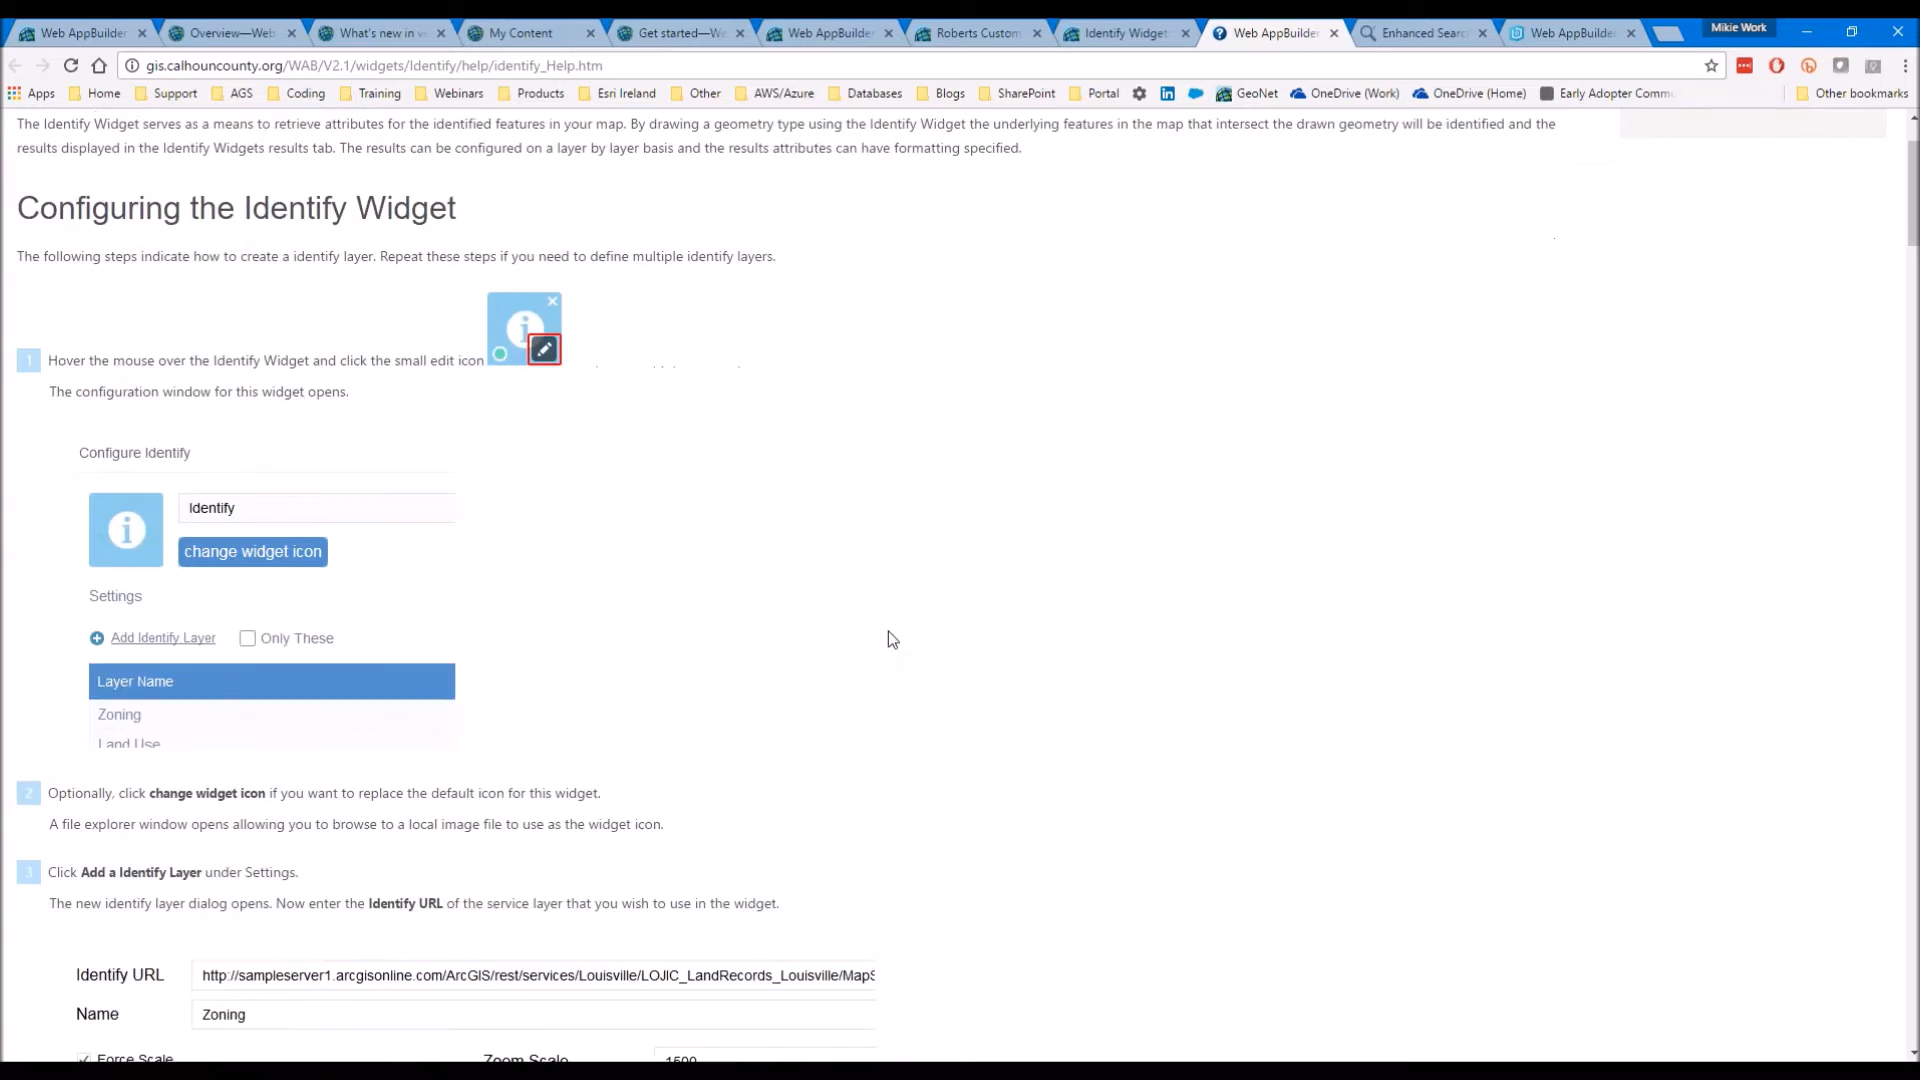 Web AppBuilder
Overview—Web
What's new in v
My Content
Get started—We
Web AppBuilder
Roberts Custom
Identify Widget
Web AppBuilder
Enhanced Searc
Web AppBuilder
Mikie Work
gis.calhouncounty.org/WAB/V2.1/widgets/Identify/help/identify_Help.htm
Apps Home Support AGS Coding Training Webinars Products Esri Ireland Other AWS/Azure Databases Blogs SharePoint Portal GeoNet OneDrive (Work) OneDrive (Home) Early Adopter Commu Other bookmarks
The Identify Widget serves as a means to retrieve attributes for the identified features in your map. By drawing a geometry type using the Identify Widget the underlying features in the map that intersect the drawn geometry will be identified and the
results displayed in the Identify Widgets results tab. The results can be configured on a layer by layer basis and the results attributes can have formatting specified.
Configuring the Identify Widget
The following steps indicate how to create a identify layer. Repeat these steps if you need to define multiple identify layers.
1 Hover the mouse over the Identify Widget and click the small edit icon
The configuration window for this widget opens.
Configure Identify
Identify
change widget icon
Settings
Add Identify Layer Only These
Layer Name
Zoning
Land Use
2 Optionally, click change widget icon if you want to replace the default icon for this widget.
A file explorer window opens allowing you to browse to a local image file to use as the widget icon.
3 Click Add a Identify Layer under Settings.
The new identify layer dialog opens. Now enter the Identify URL of the service layer that you wish to use in the widget.
Identify URL http://sampleserver1.arcgisonline.com/ArcGIS/rest/services/Louisville/LOJIC_LandRecords_Louisville/MapS
Name Zoning
Force Scale Zoom Scale 1500